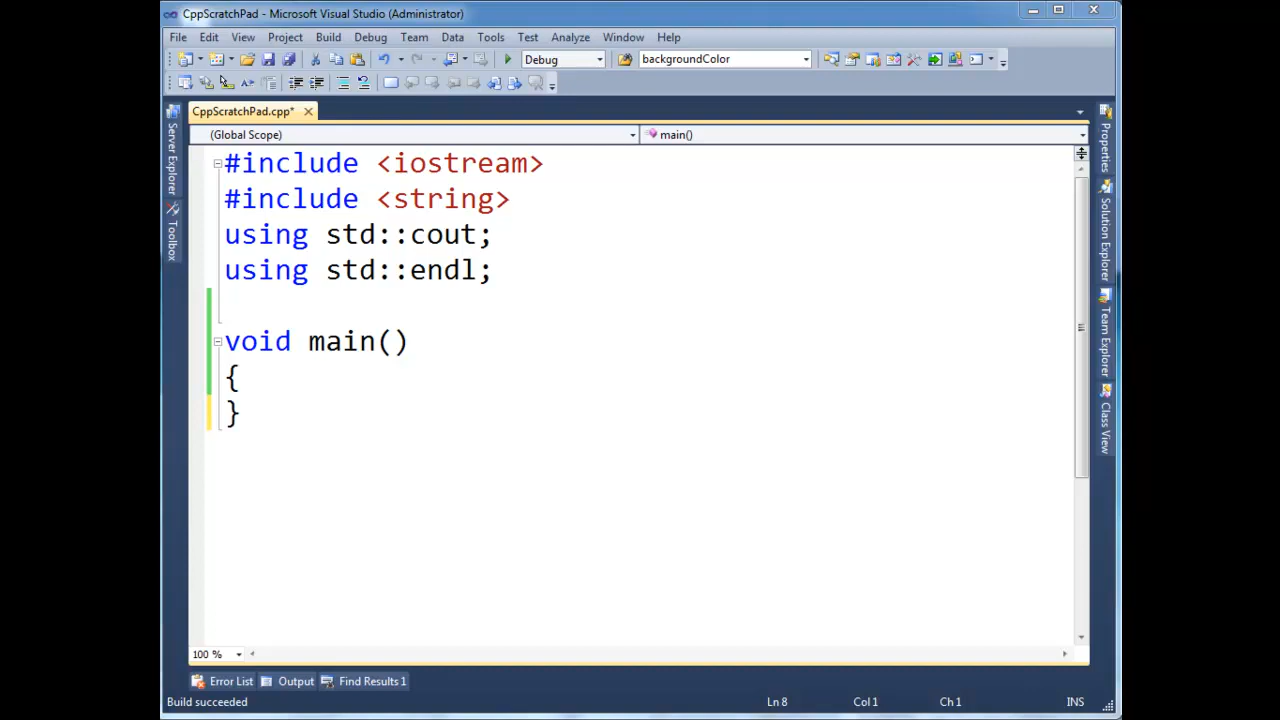 CppScratchPad - Microsoft Visual Studio (Administrator)
File Edit View Project Build Debug Team Data Tools Test Analyze Window Help
Debug backgroundColor
CppScratchPad.cpp*
(Global Scope) main()
#include <iostream>
#include <string>
using std::cout;
using std::endl;
void main()
{
}
Server Explorer
Toolbox
Properties
Solution Explorer
Team Explorer
Class View
100 %
Error List Output Find Results 1
Build succeeded Ln 8 Col 1 Ch 1 INS